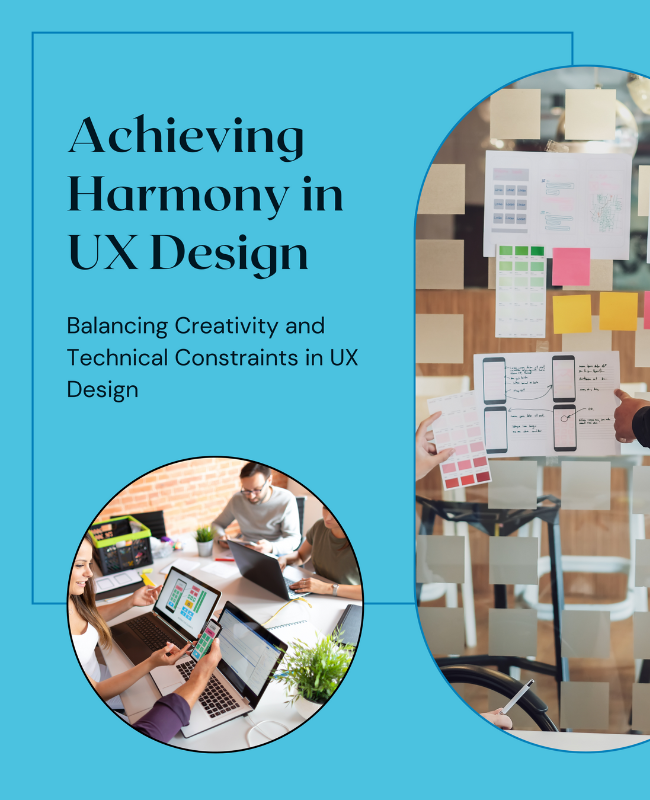 Achieving
Harmony in
UX Design
Balancing Creativity and
Technical Constraints in UX
Design